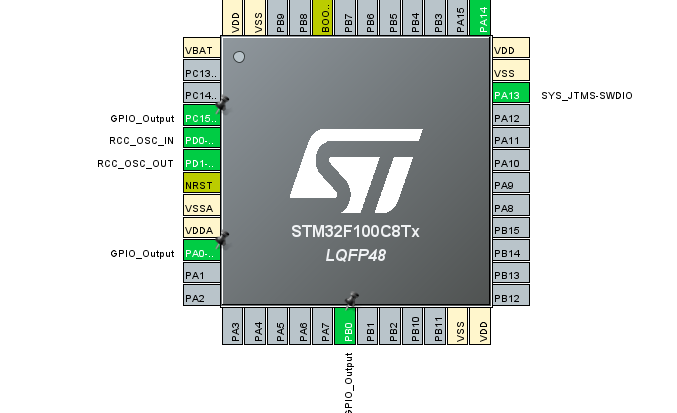 VDD
VSS
PB9
PB8
BOO..
PB7
PB6
PB5
PB4
PB3
PA15
PA14
VBAT
PC13..
PC14..
GPIO_Output PC15..
RCC_OSC_IN PD0-..
RCC_OSC_OUT PD1-..
NRST
VSSA
VDDA
GPIO_Output PA0-..
PA1
PA2
ST
STM32F100C8Tx
LQFP48
VDD
VSS
PA13 SYS_JTMS-SWDIO
PA12
PA11
PA10
PA9
PA8
PB15
PB14
PB13
PB12
PA3
PA4
PA5
PA6
PA7
PB0
PB1
PB2
PB10
PB11
VSS
VDD
GPIO_Output